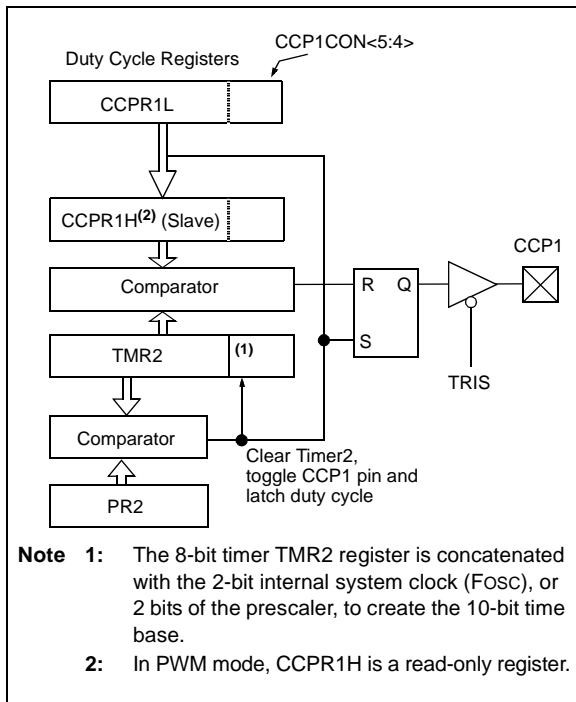 CCP1CON<5:4>
Duty Cycle Registers
CCPR1L
CCPR1H(2) (Slave)
CCP1
Comparator
R Q
TMR2 (1)
S
TRIS
Comparator
Clear Timer2,
toggle CCP1 pin and
latch duty cycle
PR2
Note 1: The 8-bit timer TMR2 register is concatenated
with the 2-bit internal system clock (FOSC), or
2 bits of the prescaler, to create the 10-bit time
base.
2: In PWM mode, CCPR1H is a read-only register.